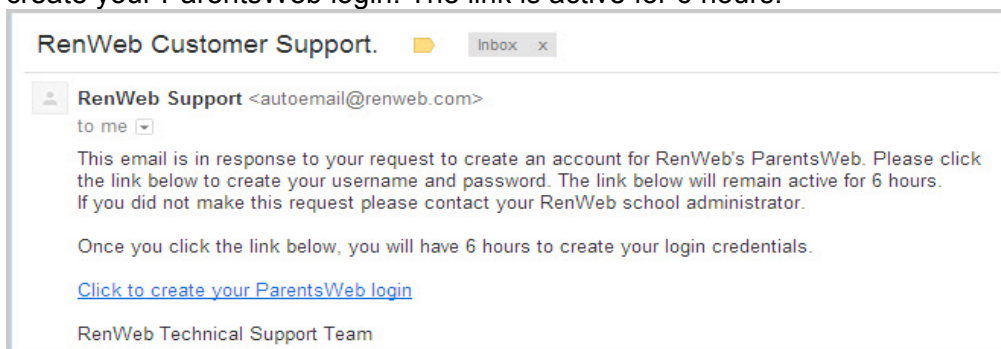 create your ParentsWeb login. The link is active for 6 hours.
RenWeb Customer Support. Inbox x
RenWeb Support <autoemail@renweb.com>
to me
This email is in response to your request to create an account for RenWeb's ParentsWeb. Please click
the link below to create your username and password. The link below will remain active for 6 hours.
If you did not make this request please contact your RenWeb school administrator.
Once you click the link below, you will have 6 hours to create your login credentials.
Click to create your ParentsWeb login
RenWeb Technical Support Team